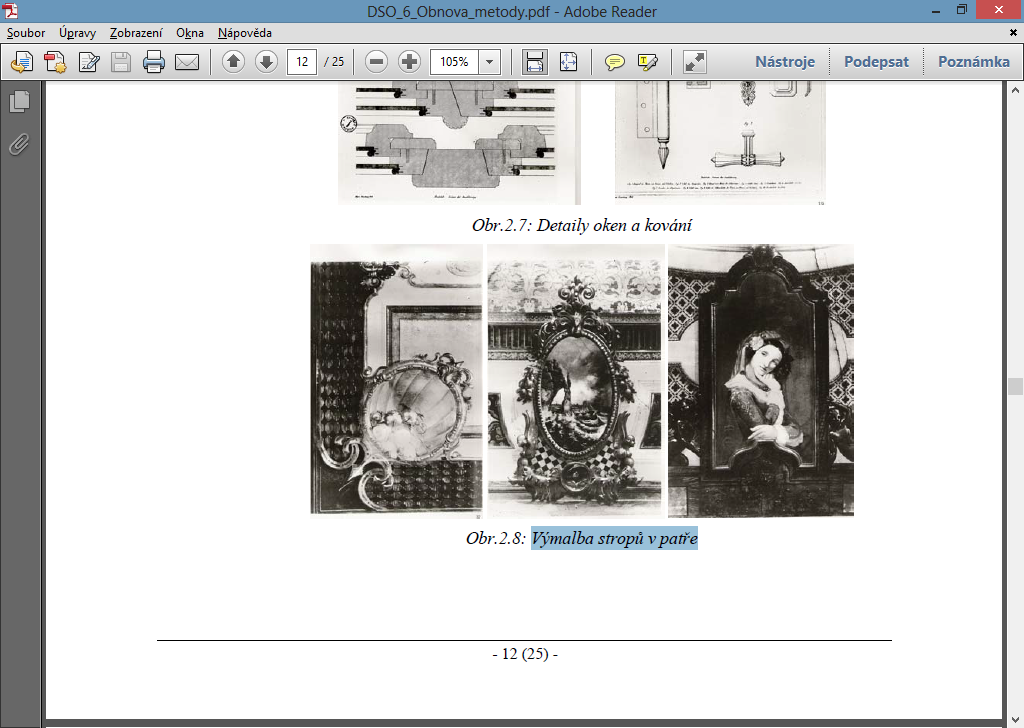 DSO_6_Obnova_metody.pdf - Adobe Reader
Soubor Úpravy Zobrazení Okna Nápověda
12 / 25 105% Nástroje Podepsat Poznámka
Obr.2.7: Detaily oken a kování
Obr.2.8: Výmalba stropů v patře
- 12 (25) -